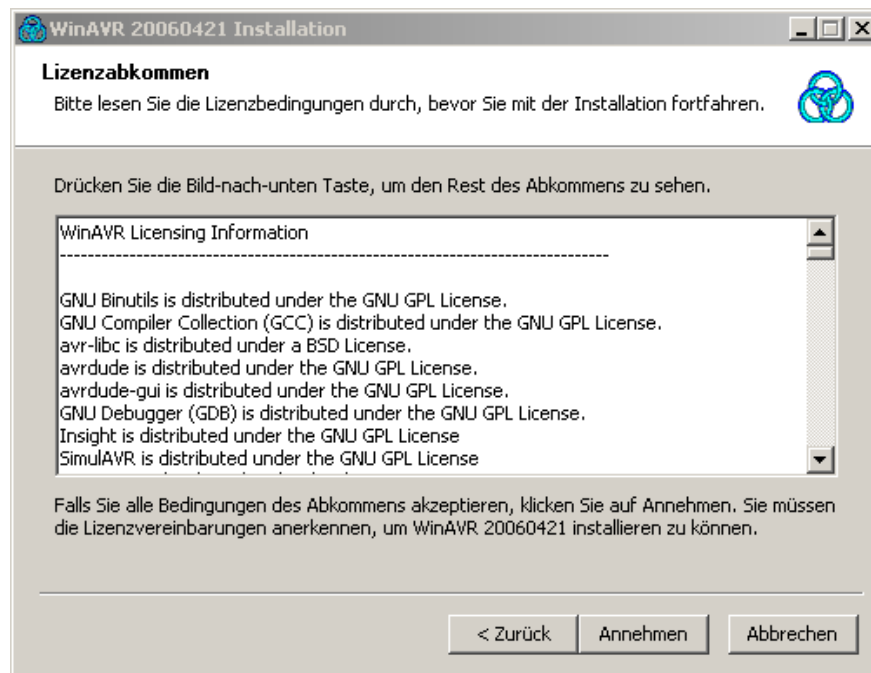 WinAVR 20060421 Installation
Lizenzabkommen
Bitte lesen Sie die Lizenzbedingungen durch, bevor Sie mit der Installation fortfahren.
Drücken Sie die Bild-nach-unten Taste, um den Rest des Abkommens zu sehen.
WinAVR Licensing Information
------------------------------------------------------------------------------
GNU Binutils is distributed under the GNU GPL License.
GNU Compiler Collection (GCC) is distributed under the GNU GPL License.
avr-libc is distributed under a BSD License.
avrdude is distributed under the GNU GPL License.
avrdude-gui is distributed under the GNU GPL License.
GNU Debugger (GDB) is distributed under the GNU GPL License.
Insight is distributed under the GNU GPL License
SimulAVR is distributed under the GNU GPL License
Falls Sie alle Bedingungen des Abkommens akzeptieren, klicken Sie auf Annehmen. Sie müssen
die Lizenzvereinbarungen anerkennen, um WinAVR 20060421 installieren zu können.
< Zurück Annehmen Abbrechen